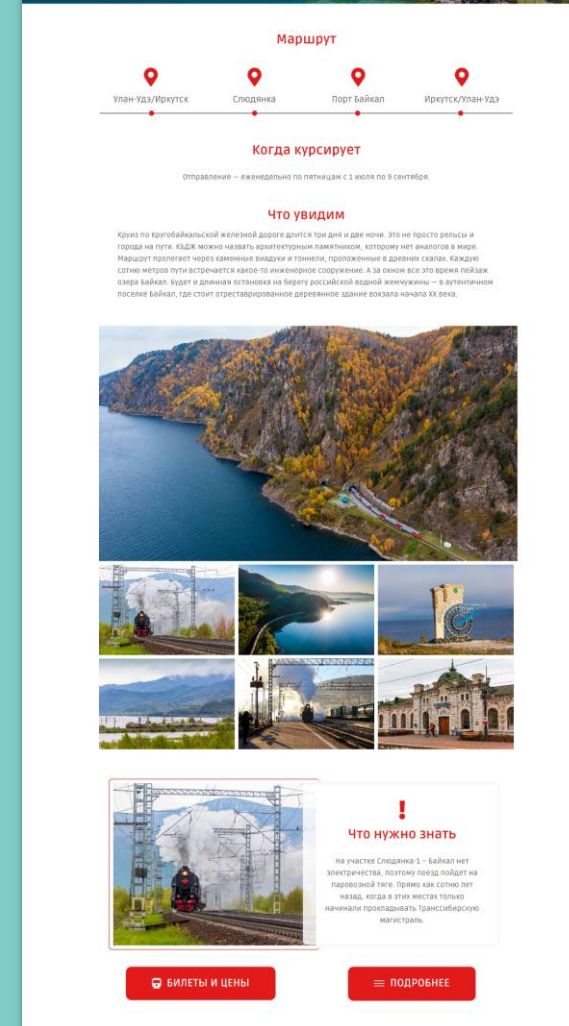 Маршрут
Улан-Удэ/Иркутск
Слюдянка
Порт Байкал
Иркутск/Улан-Удэ
Когда курсирует
Отправление — еженедельно по пятницам с 1 июля по 9 сентября.
Что увидим
Круиз по Кругобайкальской железной дороге длится три дня и две ночи. Это не просто рельсы и
города на пути. КБДЖ можно назвать архитектурным памятником, которому нет аналогов в мире.
Маршрут пролегает через каменные виадуки и тоннели, проложенные в древних скалах. Каждую
сотню метров пути встречается какое-то инженерное сооружение. А за окном все это время пейзаж
озера Байкал. Будет и длинная остановка на берегу российской водной жемчужины — в аутентичном
поселке Байкал, где стоит отреставрированное деревянное здание вокзала начала XX века.
Что нужно знать
На участке Слюдянка-1 – Байкал нет
электричества, поэтому поезд пойдет на
паровозной тяге. Прямо как сотню лет
назад, когда в этих местах только
начинали прокладывать Транссибирскую
магистраль.
БИЛЕТЫ И ЦЕНЫ
ПОДРОБНЕЕ